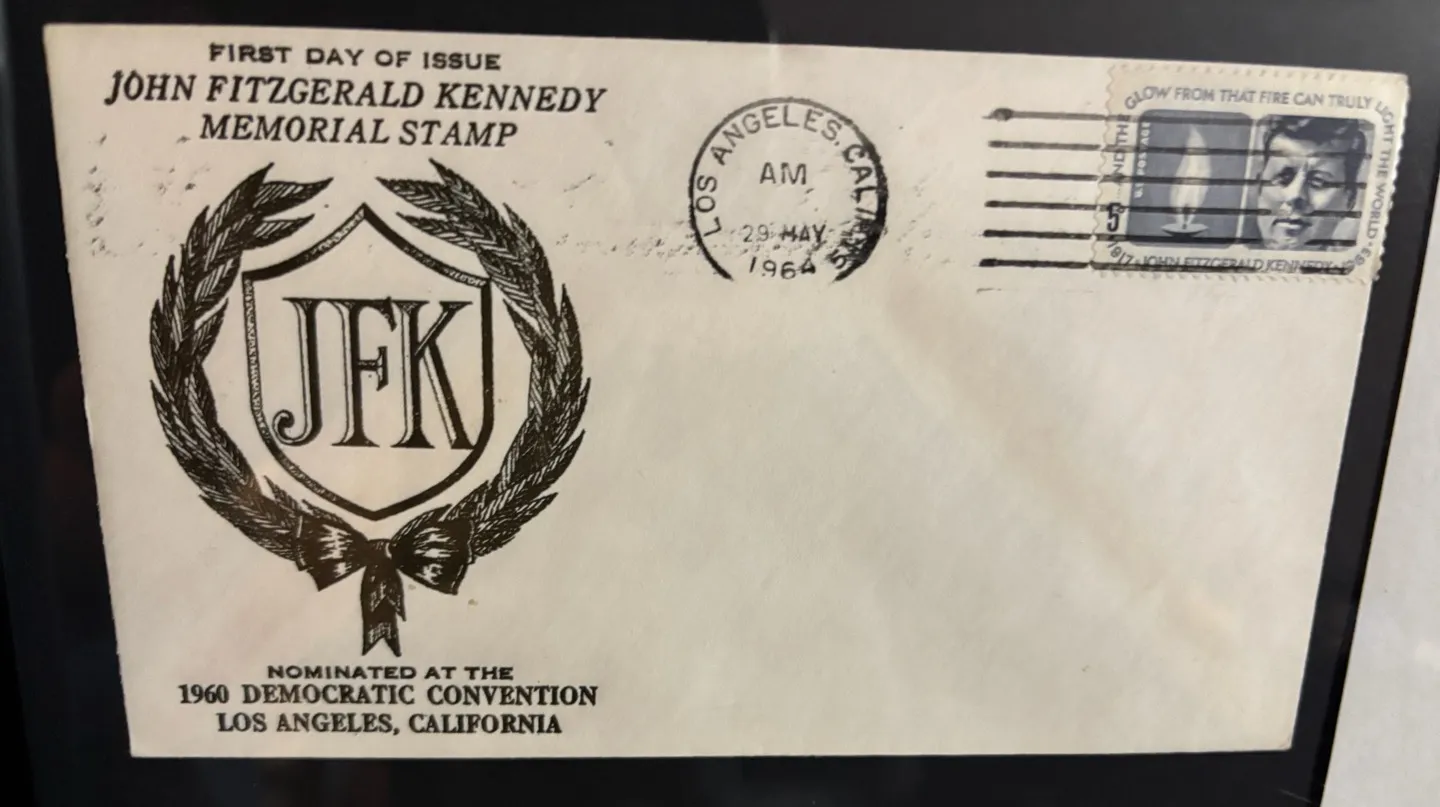 FIRST DAY OF ISSUE
JOHN FITZGERALD KENNEDY
MEMORIAL STAMP
JFK
NOMINATED AT THE
1960 DEMOCRATIC CONVENTION
LOS ANGELES, CALIFORNIA
LOS ANGELES, CALIF
AM
29 MAY
1964
AND THE GLOW FROM THAT FIRE CAN TRULY LIGHT THE WORLD
U.S. POSTAGE
5c
1917 · JOHN FITZGERALD KENNEDY · 1963